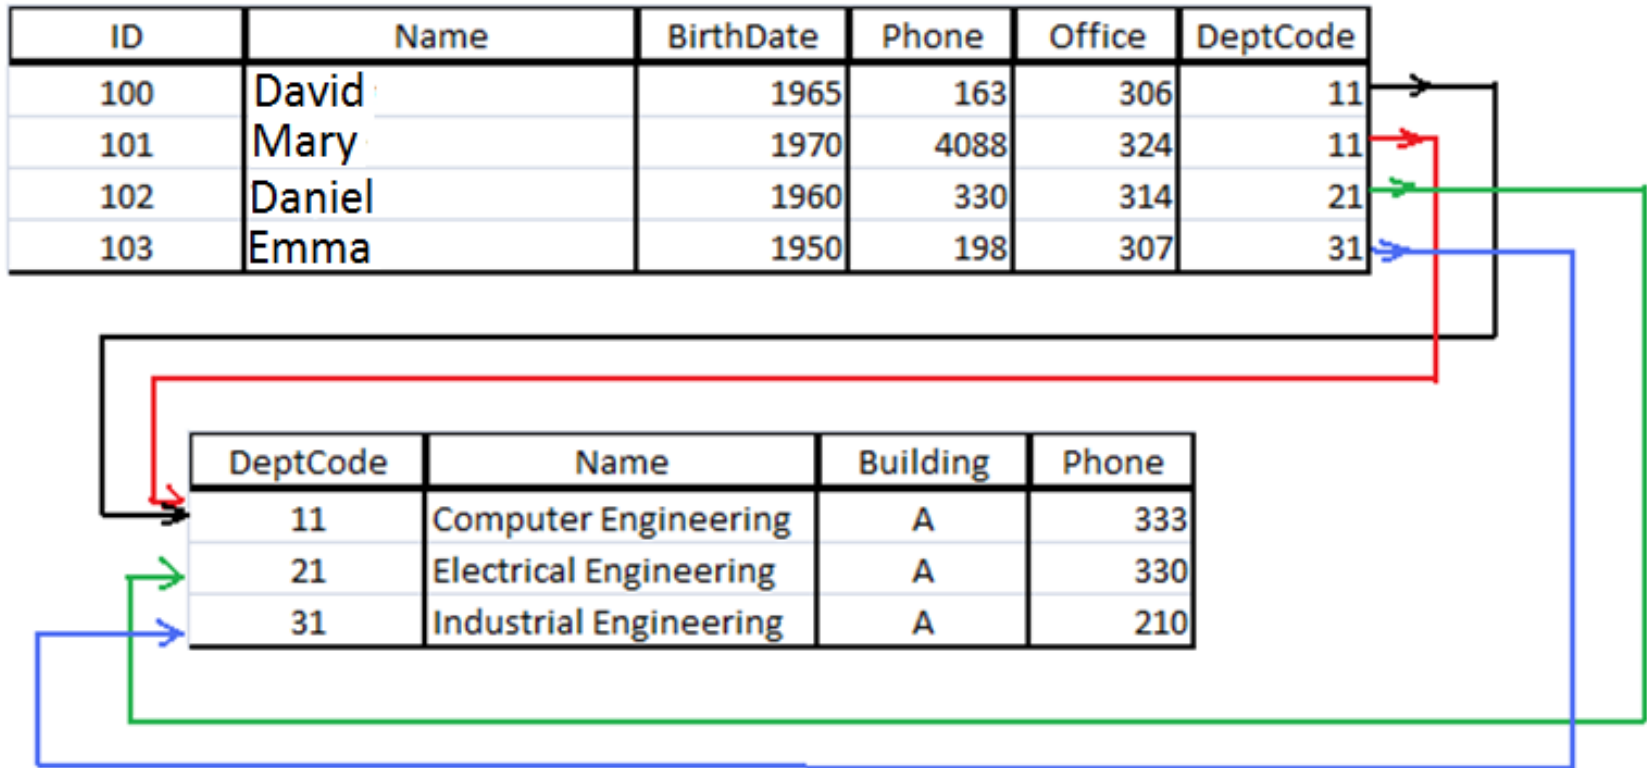 ID Name BirthDate Phone Office DeptCode
100 David 1965 163 306 11
101 Mary 1970 4088 324 11
102 Daniel 1960 330 314 21
103 Emma 1950 198 307 31
DeptCode Name Building Phone
11 Computer Engineering A 333
21 Electrical Engineering A 330
31 Industrial Engineering A 210